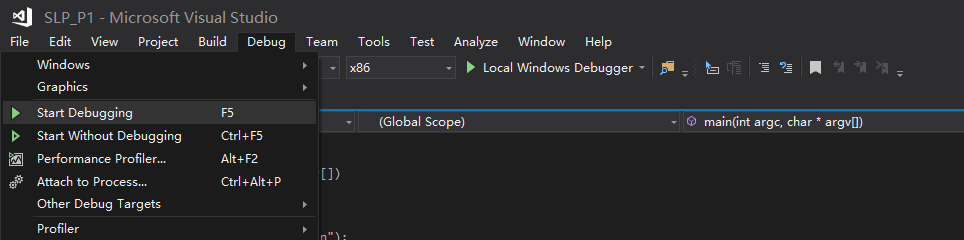 SLP_P1 - Microsoft Visual Studio
File Edit View Project Build Debug Team Tools Test Analyze Window Help
Windows
x86 Local Windows Debugger
Graphics
Start Debugging F5
(Global Scope) main(int argc, char * argv[])
Start Without Debugging Ctrl+F5
Performance Profiler... Alt+F2
[])
Attach to Process... Ctrl+Alt+P
Other Debug Targets
Profiler
n");